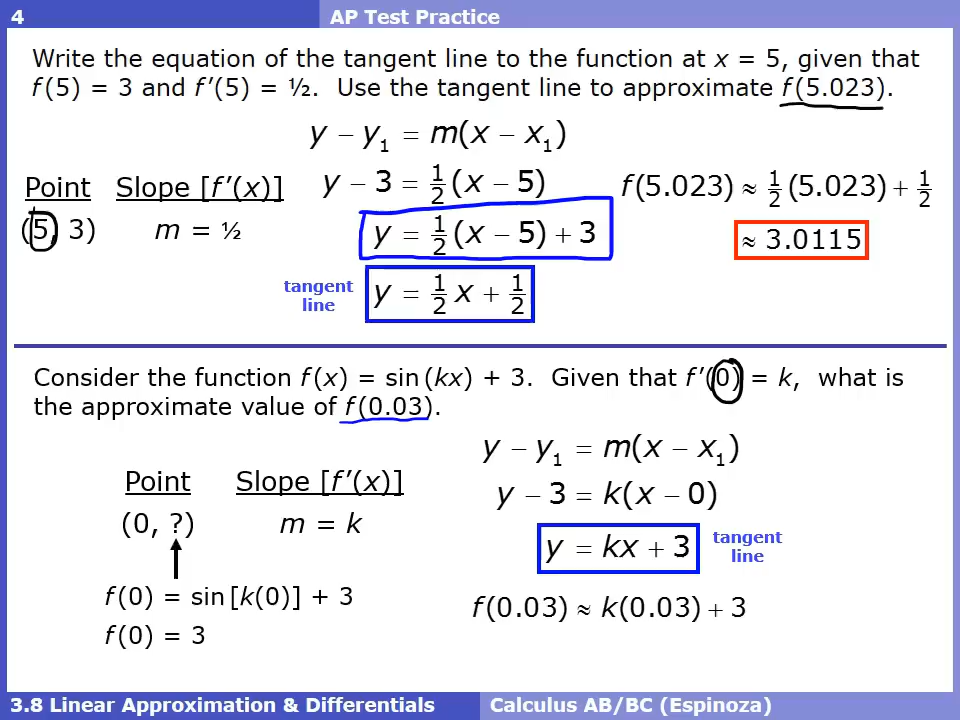 4
AP Test Practice
Write the equation of the tangent line to the function at x = 5, given that
f(5) = 3 and f’(5) = ½. Use the tangent line to approximate f(5.023).
y − y₁ = m(x − x₁)
Point Slope [f’(x)]
(5, 3) m = ½
y − 3 = 1/2 (x − 5)
y = 1/2 (x − 5) + 3
tangent
line
y = 1/2 x + 1/2
f(5.023) ≈ 1/2 (5.023) + 1/2
≈ 3.0115
Consider the function f(x) = sin(kx) + 3. Given that f’(0) = k, what is
the approximate value of f(0.03).
Point Slope [f’(x)]
(0, ?) m = k
f(0) = sin[k(0)] + 3
f(0) = 3
y − y₁ = m(x − x₁)
y − 3 = k(x − 0)
y = kx + 3
tangent
line
f(0.03) ≈ k(0.03) + 3
3.8 Linear Approximation & Differentials
Calculus AB/BC (Espinoza)